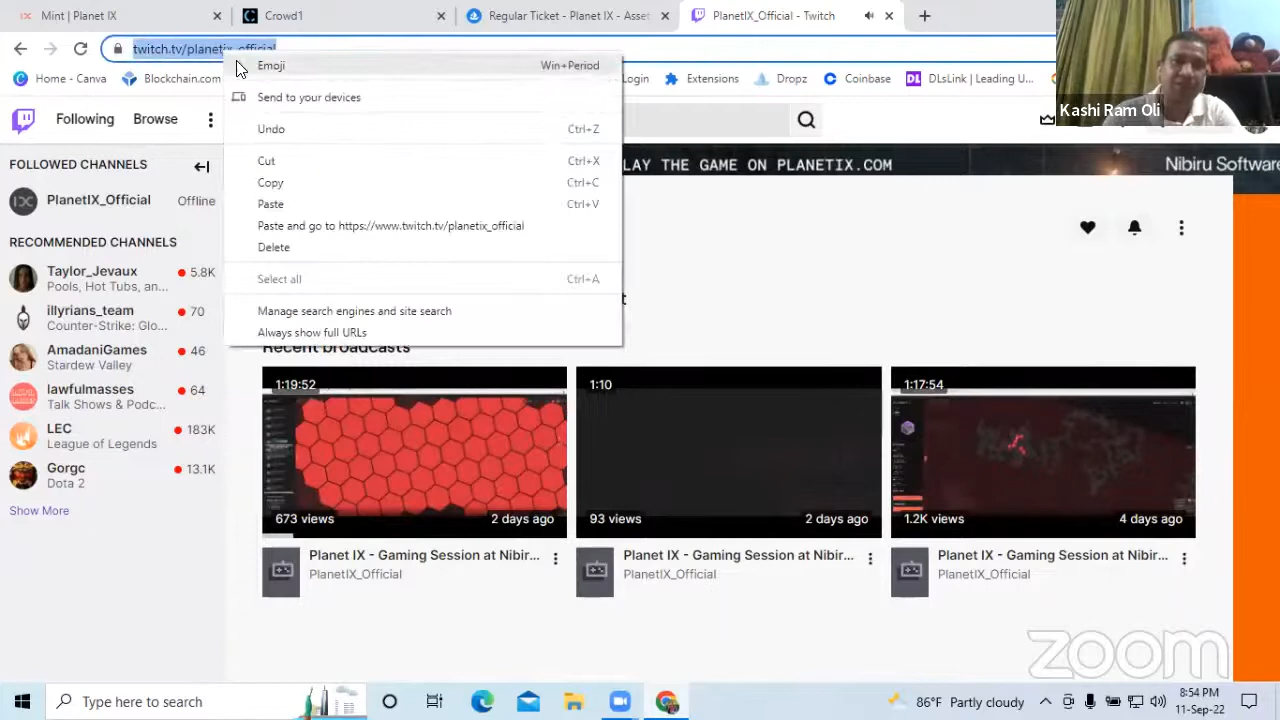 Mint | Planet IX
Crowd1
Regular Ticket - Planet IX - Asset
PlanetIX_Official - Twitch
twitch.tv/planetix_official
Home - Canva
Blockchain.com
Login
Extensions
Dropz
Coinbase
DLsLink | Leading U...
Emoji Win+Period
Send to your devices
Undo Ctrl+Z
Cut Ctrl+X
Copy Ctrl+C
Paste Ctrl+V
Paste and go to https://www.twitch.tv/planetix_official
Delete
Select all Ctrl+A
Manage search engines and site search
Always show full URLs
Kashi Ram Oli
Following
Browse
LAY THE GAME ON PLANETIX.COM
Nibiru Software
FOLLOWED CHANNELS
PlanetIX_Official Offline
RECOMMENDED CHANNELS
Taylor_Jevaux 5.8K
Pools, Hot Tubs, an...
illyrians_team 70
Counter-Strike: Glo...
AmadaniGames 46
Stardew Valley
lawfulmasses 64
Talk Shows & Podc...
LEC 183K
League of Legends
Gorgc 13.1K
Dota 2
Show More
t
Recent broadcasts
1:19:52
673 views 2 days ago
Planet IX - Gaming Session at Nibir...
PlanetIX_Official
1:10
93 views 2 days ago
Planet IX - Gaming Session at Nibir...
PlanetIX_Official
1:17:54
1.2K views 4 days ago
Planet IX - Gaming Session at Nibir...
PlanetIX_Official
zoom
Type here to search
86°F Partly cloudy
8:54 PM
11-Sep-22